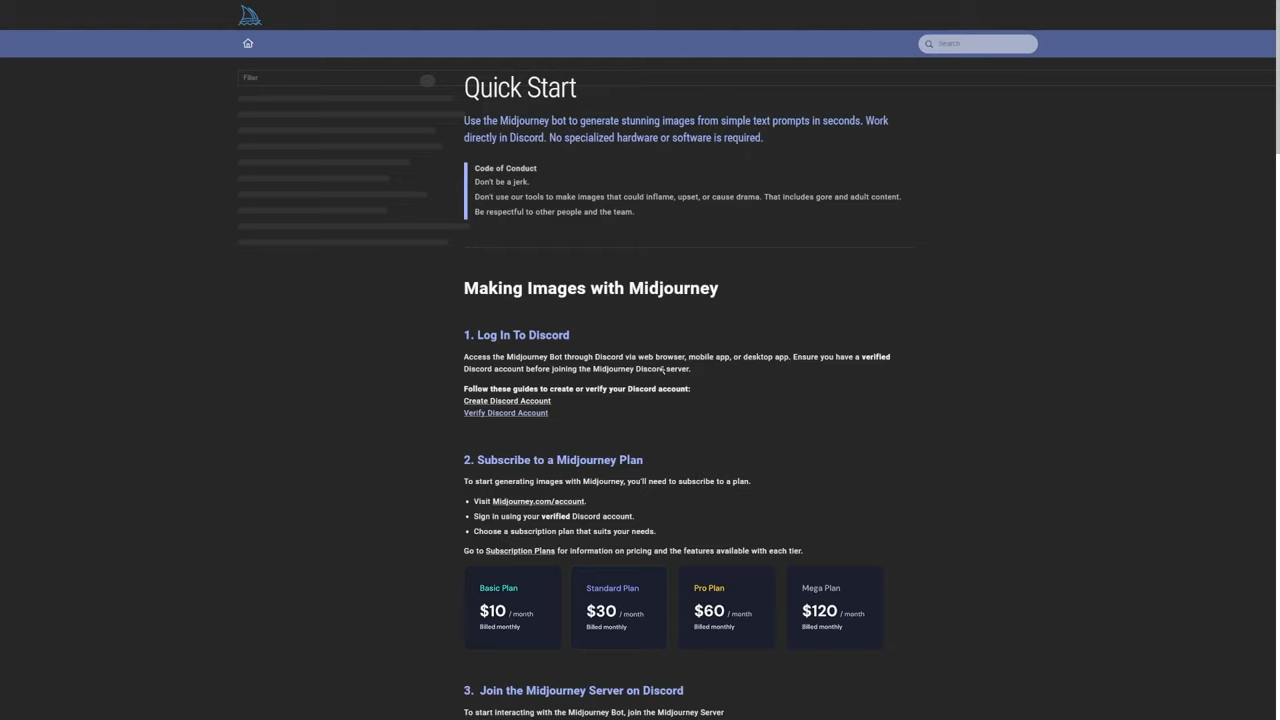 Search
Filter
Quick Start
Use the Midjourney bot to generate stunning images from simple text prompts in seconds. Work
directly in Discord. No specialized hardware or software is required.
Code of Conduct
Don't be a jerk.
Don't use our tools to make images that could inflame, upset, or cause drama. That includes gore and adult content.
Be respectful to other people and the team.
Making Images with Midjourney
1. Log In To Discord
Access the Midjourney Bot through Discord via web browser, mobile app, or desktop app. Ensure you have a verified
Discord account before joining the Midjourney Discord server.
Follow these guides to create or verify your Discord account:
Create Discord Account
Verify Discord Account
2. Subscribe to a Midjourney Plan
To start generating images with Midjourney, you'll need to subscribe to a plan.
• Visit Midjourney.com/account.
• Sign in using your verified Discord account.
• Choose a subscription plan that suits your needs.
Go to Subscription Plans for information on pricing and the features available with each tier.
Basic Plan
$10 / month
Billed monthly
Standard Plan
$30 / month
Billed monthly
Pro Plan
$60 / month
Billed monthly
Mega Plan
$120 / month
Billed monthly
3. Join the Midjourney Server on Discord
To start interacting with the Midjourney Bot, join the Midjourney Server